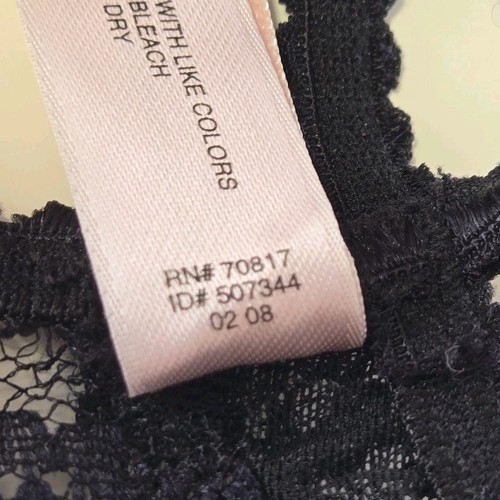 WITH LIKE COLORS
BLEACH
DRY
RN# 70817
ID# 507344
02 08